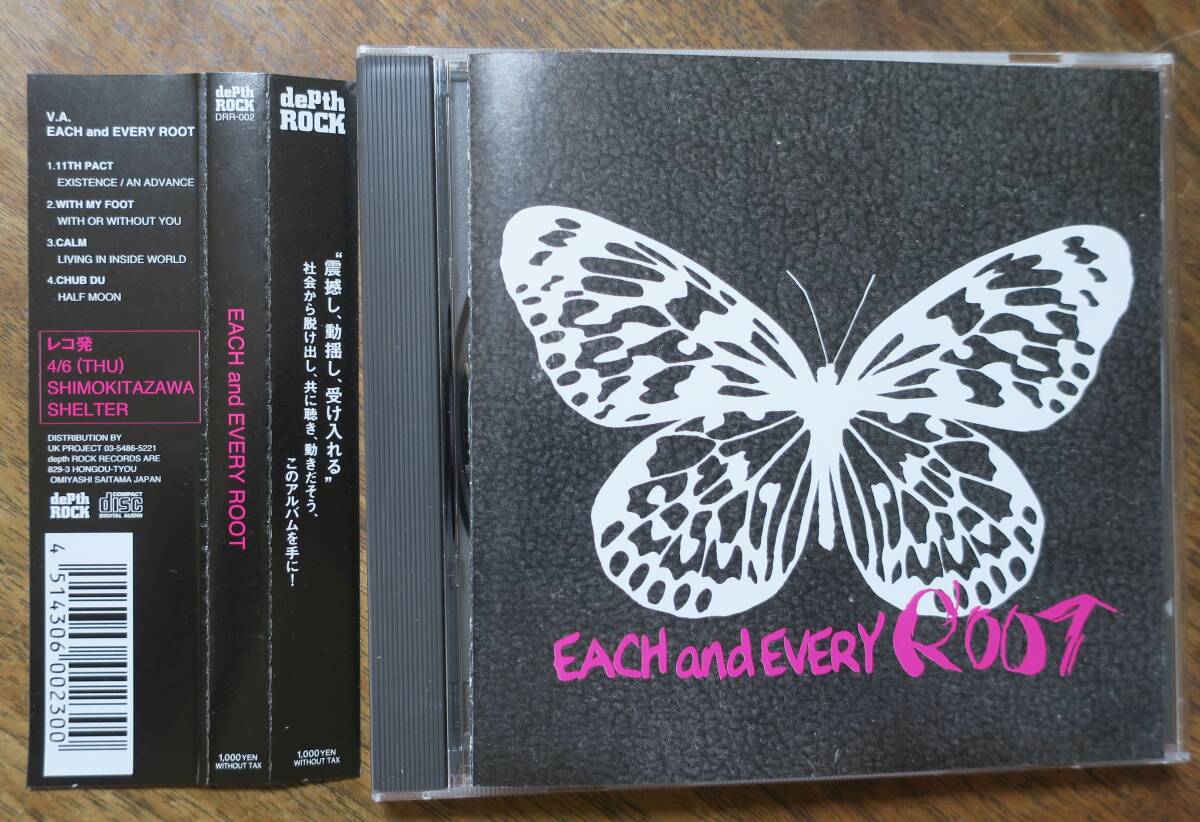 V.A.
EACH and EVERY ROOT
1.11TH PACT
EXISTENCE / AN ADVANCE
2.WITH MY FOOT
WITH OR WITHOUT YOU
3.CALM
LIVING IN INSIDE WORLD
4.CHUB DU
HALF MOON
レコ発
4/6 (THU)
SHIMOKITAZAWA
SHELTER
DISTRIBUTION BY
UK PROJECT 03-5486-5221
depth ROCK RECORDS ARE
829-3 HONGOU-TYOU
OMIYASHI SAITAMA JAPAN
dePth
ROCK
COMPACT
disc
DIGITAL AUDIO
4 514306 002300
dePth
ROCK
DRR-002
EACH and EVERY ROOT
1,000YEN
WITHOUT TAX
dePth
ROCK
“震撼し、動揺し、受け入れる”
社会から脱け出し、共に聴き、動きだそう、
このアルバムを手に!
1,000YEN
WITHOUT TAX
EACH and EVERY ROOT